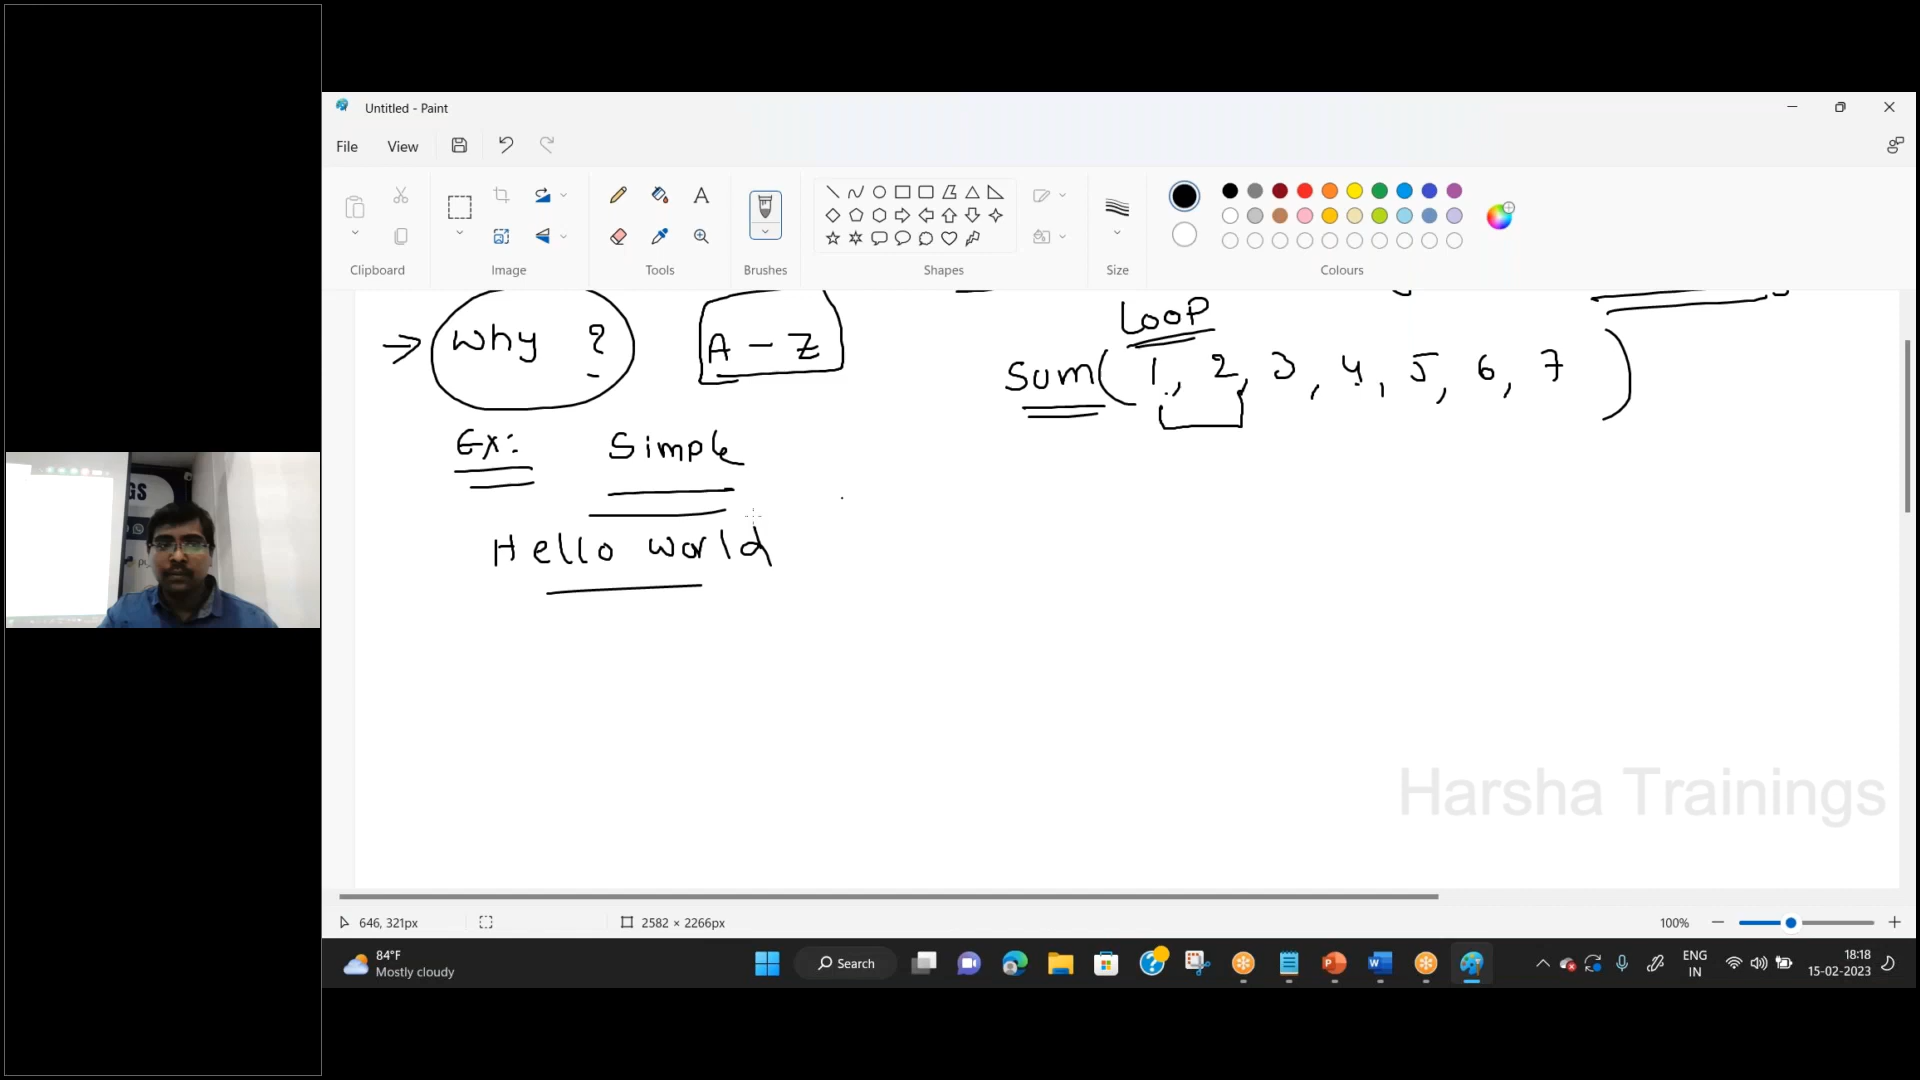 Untitled - Paint
File View
Clipboard Image Tools Brushes Shapes Size Colours
Why ? A - Z
LOOP
Sum( 1, 2, 3, 4, 5, 6, 7 )
Ex: Simple
Hello world
Harsha Trainings
646, 321px 2582 × 2266px 100%
84°F
Mostly cloudy
Search
ENG
IN
18:18
15-02-2023